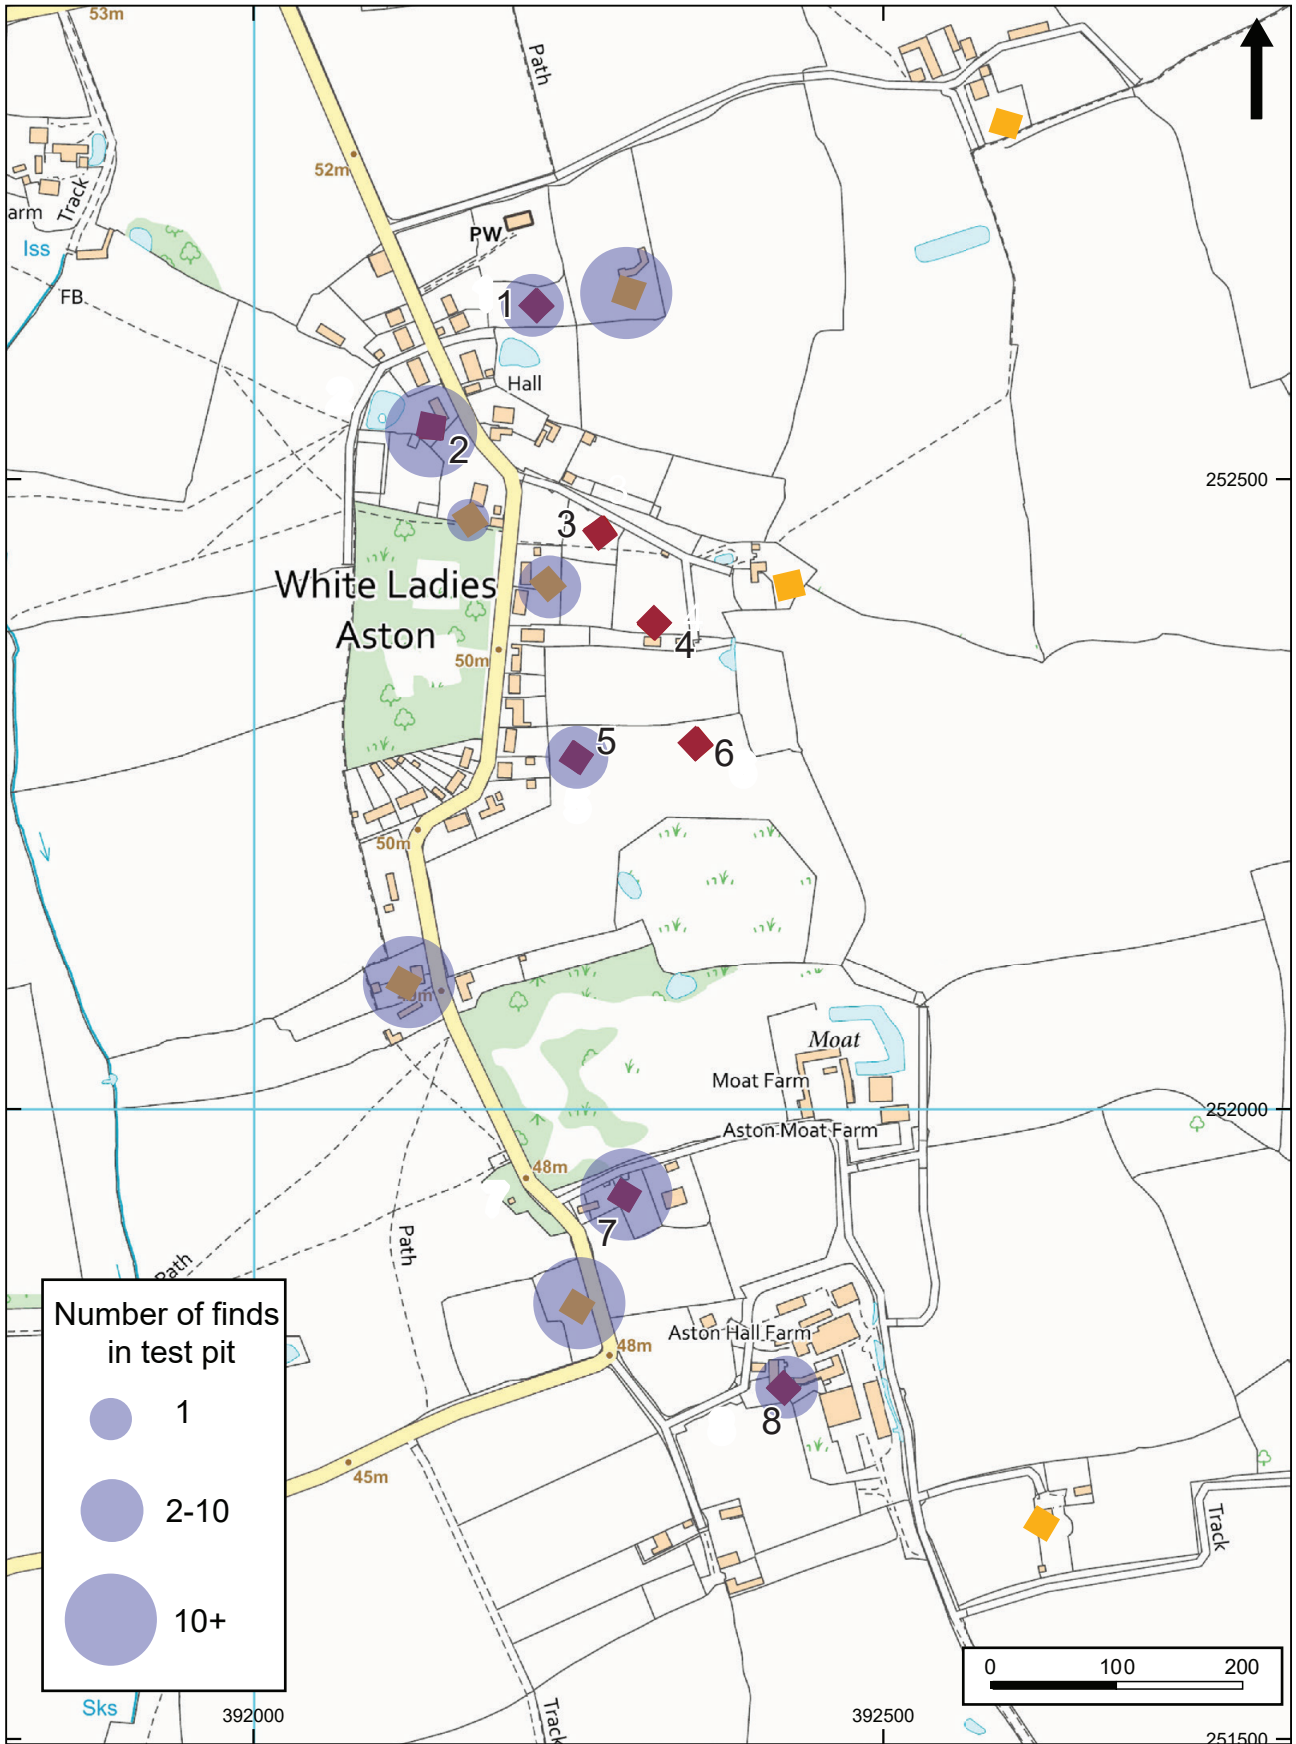 53m
Path
52m
Track
arm
PW
Iss
FB
1
Hall
2
252500
3
White Ladies
Aston
4
50m
5
6
50m
49m
Moat
Moat Farm
252000
Aston Moat Farm
48m
7
Path
Path
Number of finds
in test pit
1
2-10
10+
Aston Hall Farm
48m
8
45m
Track
0 100 200
Sks
392000
Track
392500
251500